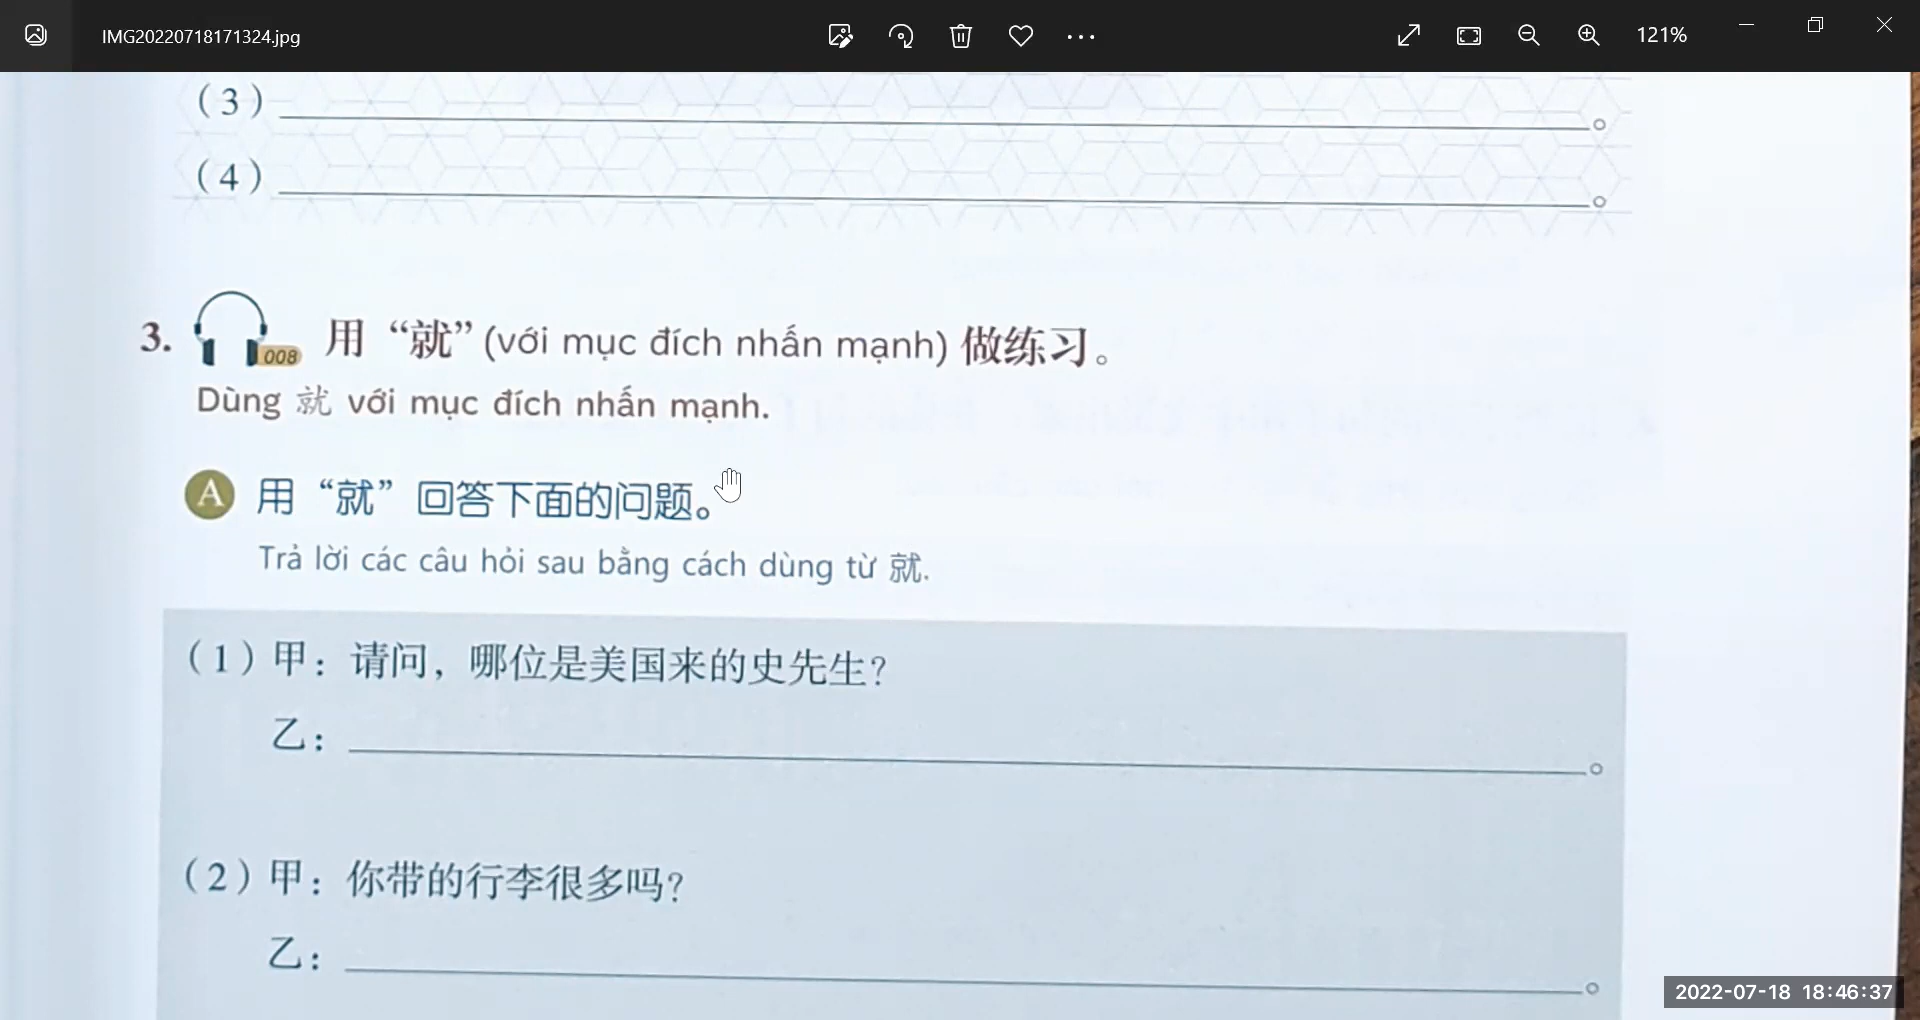 IMG20220718171324.jpg
121%
(3) ______。
(4) ______。
3. 008 用“就”(với mục đích nhấn mạnh) 做练习。
Dùng 就 với mục đích nhấn mạnh.
A 用“就”回答下面的问题。
Trả lời các câu hỏi sau bằng cách dùng từ 就.
(1)甲：请问，哪位是美国来的史先生?
乙：______。
(2)甲：你带的行李很多吗?
乙：______。
2022-07-18 18:46:37